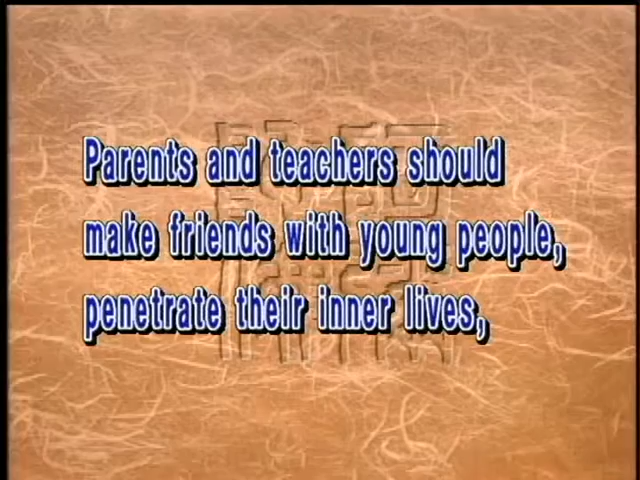 Parents and teachers should
make friends with young people,
penetrate their inner lives,